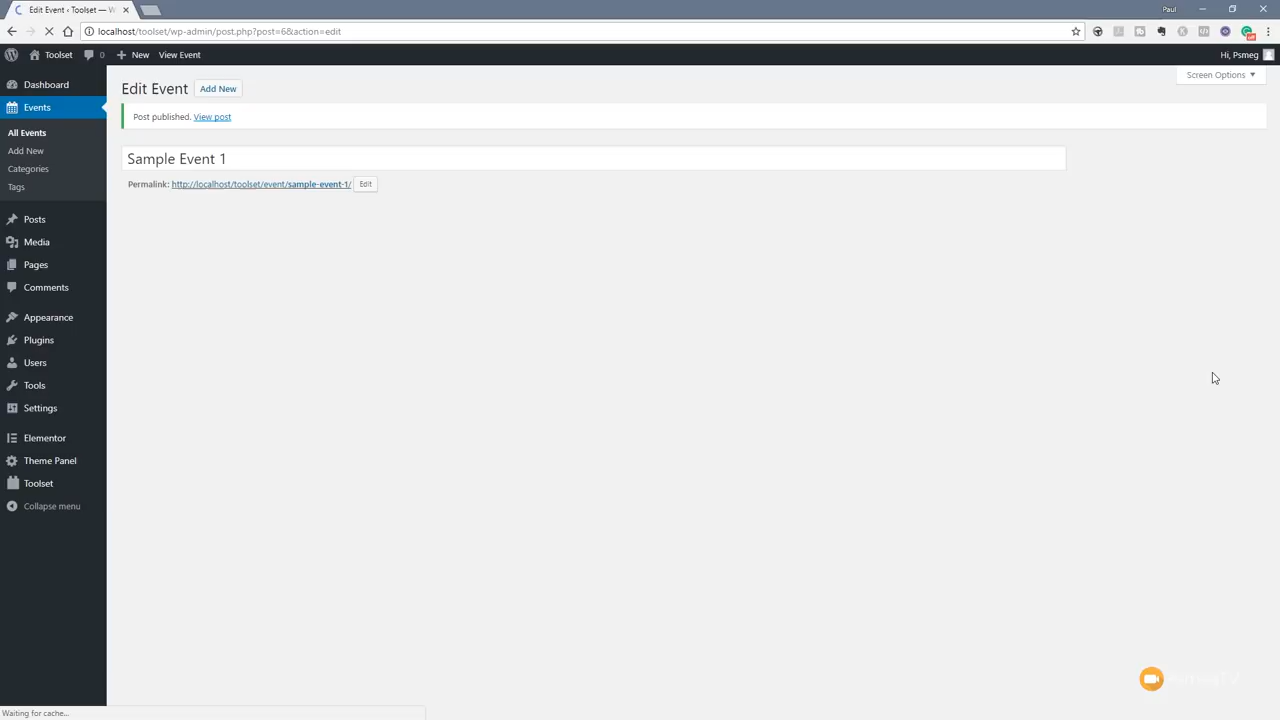 Edit Event ‹ Toolset — W
Paul
localhost/toolset/wp-admin/post.php?post=6&action=edit
Toolset
0
New
View Event
Hi, Psmeg
Screen Options
Edit Event
Add New
Post published. View post
Sample Event 1
Permalink: http://localhost/toolset/event/sample-event-1/
Edit
Dashboard
Events
All Events
Add New
Categories
Tags
Posts
Media
Pages
Comments
Appearance
Plugins
Users
Tools
Settings
Elementor
Theme Panel
Toolset
Collapse menu
Waiting for cache...